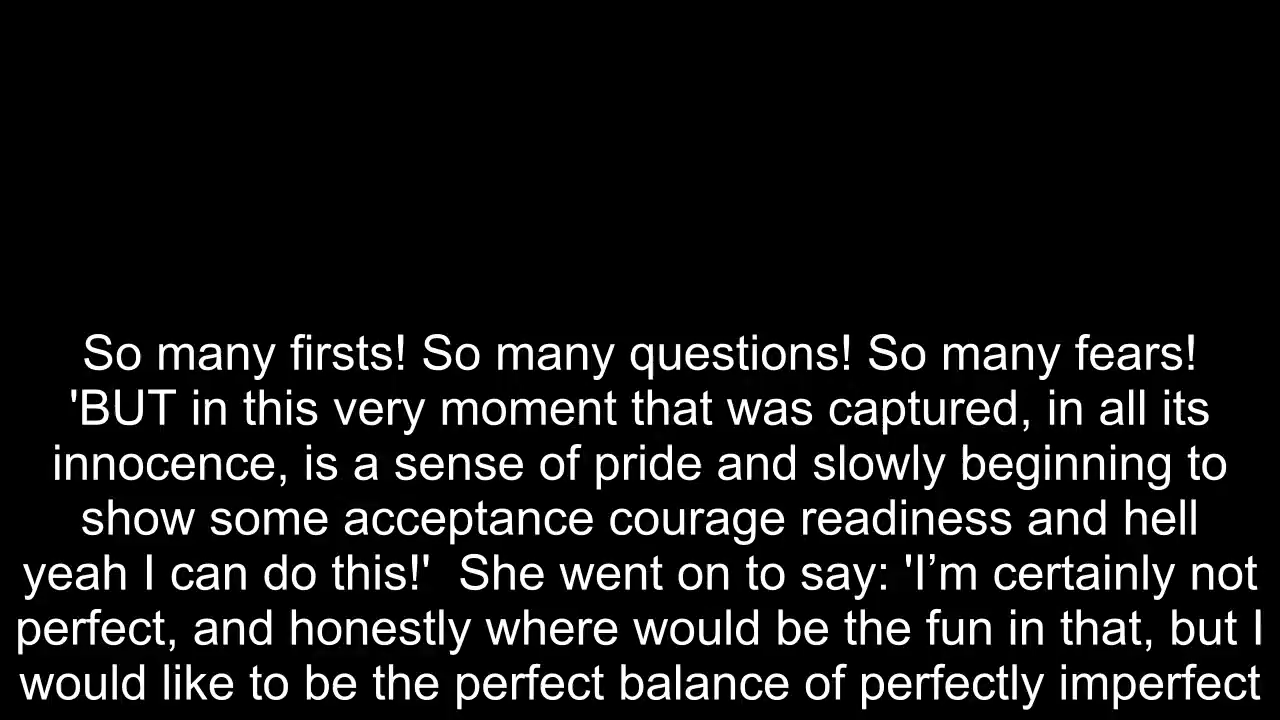 So many firsts! So many questions! So many fears!
'BUT in this very moment that was captured, in all its
innocence, is a sense of pride and slowly beginning to
show some acceptance courage readiness and hell
yeah I can do this!'  She went on to say: 'I’m certainly not
perfect, and honestly where would be the fun in that, but I
would like to be the perfect balance of perfectly imperfect